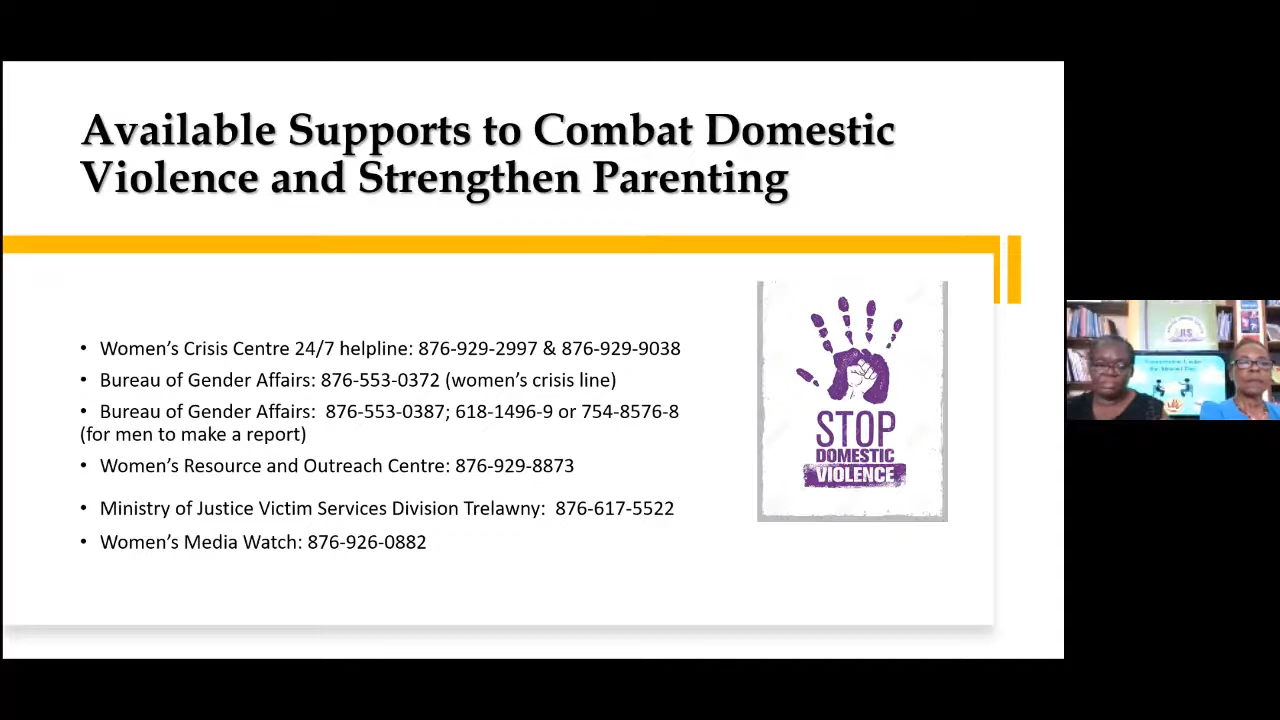 Available Supports to Combat Domestic
Violence and Strengthen Parenting
• Women's Crisis Centre 24/7 helpline: 876-929-2997 & 876-929-9038
• Bureau of Gender Affairs: 876-553-0372 (women's crisis line)
• Bureau of Gender Affairs:  876-553-0387; 618-1496-9 or 754-8576-8
(for men to make a report)
• Women's Resource and Outreach Centre: 876-929-8873
• Ministry of Justice Victim Services Division Trelawny:  876-617-5522
• Women's Media Watch: 876-926-0882
STOP
DOMESTIC
VIOLENCE
JLS